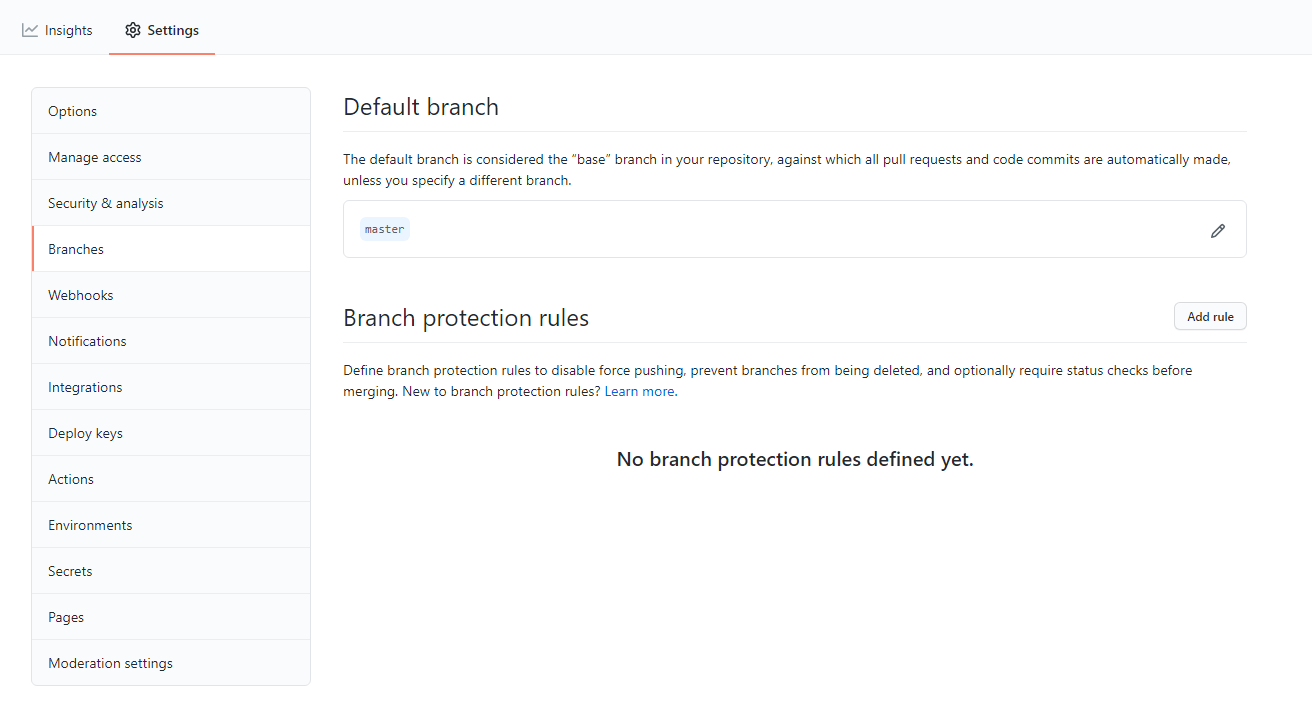 Insights
Settings
Options
Manage access
Security & analysis
Branches
Webhooks
Notifications
Integrations
Deploy keys
Actions
Environments
Secrets
Pages
Moderation settings
Default branch
The default branch is considered the “base” branch in your repository, against which all pull requests and code commits are automatically made,
unless you specify a different branch.
master
Branch protection rules
Add rule
Define branch protection rules to disable force pushing, prevent branches from being deleted, and optionally require status checks before
merging. New to branch protection rules? Learn more.
No branch protection rules defined yet.